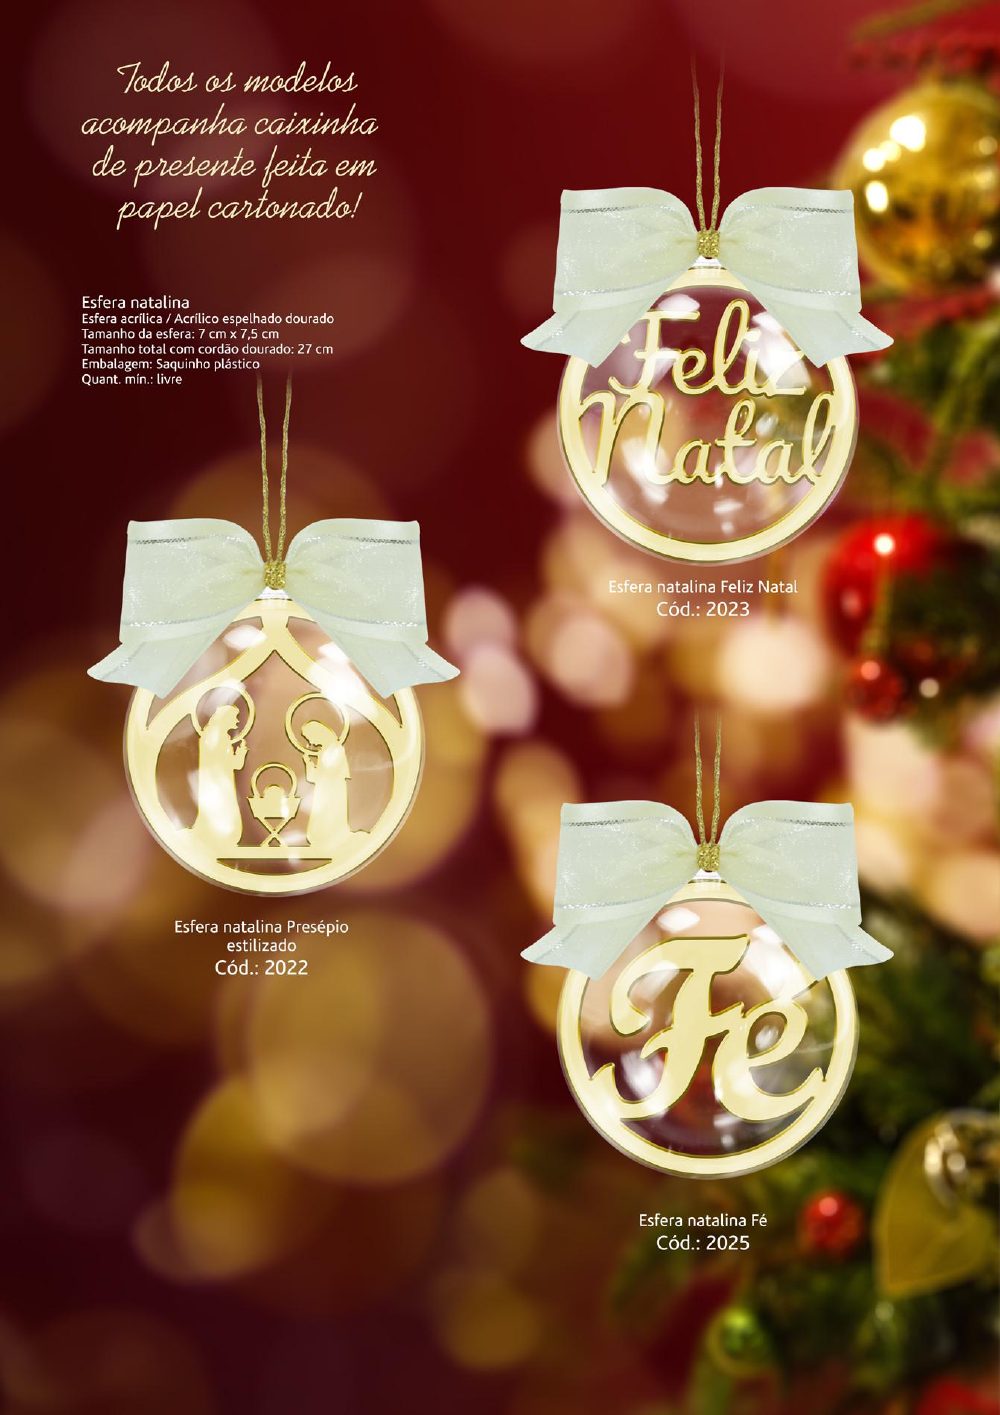 Todos os modelos
acompanha caixinha
de presente feita em
papel cartonado!
Esfera natalina
Esfera acrílica / Acrílico espelhado dourado
Tamanho da esfera: 7 cm x 7,5 cm
Tamanho total com cordão dourado: 27 cm
Embalagem: Saquinho plástico
Quant. mín.: livre
Feliz
Natal
Esfera natalina Feliz Natal
Cód.: 2023
Esfera natalina Presépio
estilizado
Cód.: 2022
Fé
Esfera natalina Fé
Cód.: 2025